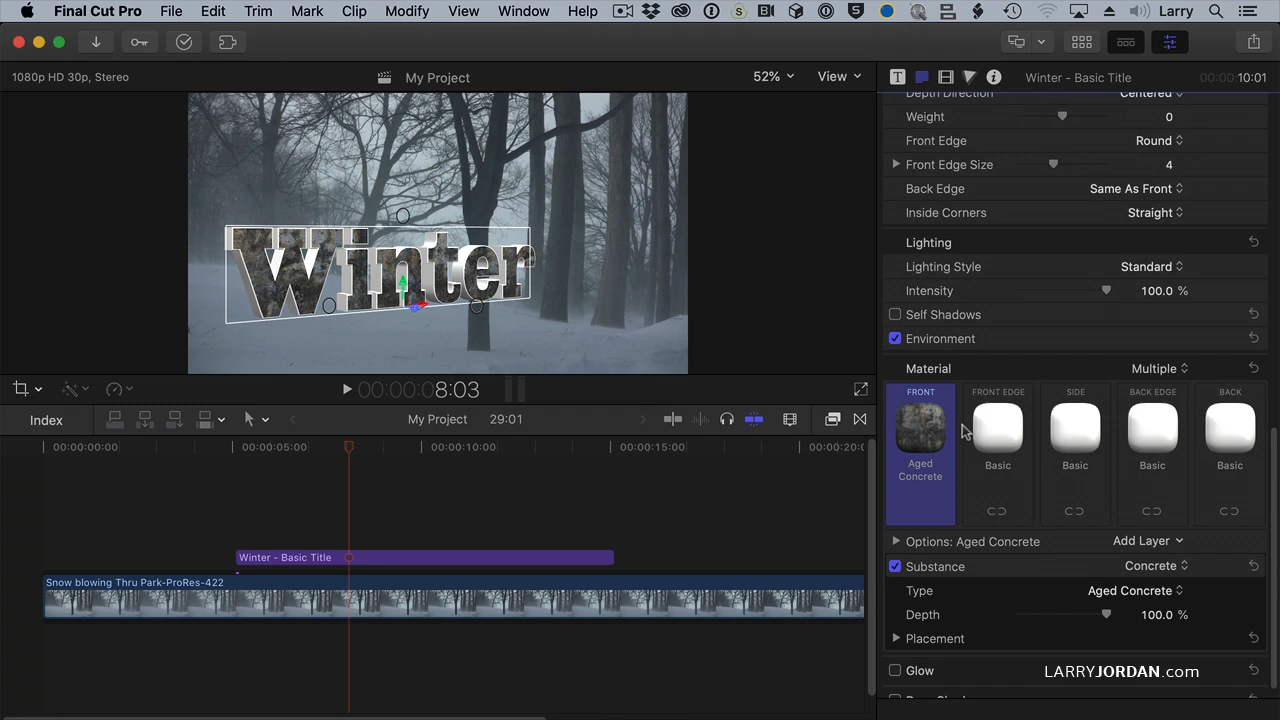 Final Cut Pro File Edit Trim Mark Clip Modify View Window Help Larry
1080p HD 30p, Stereo My Project 52% View
Winter - Basic Title 00:00:10:01
Depth Direction Centered
Weight 0
Front Edge Round
Front Edge Size 4
Back Edge Same As Front
Inside Corners Straight
Winter
Lighting
Lighting Style Standard
Intensity 100.0 %
Self Shadows
Environment
Material Multiple
FRONT FRONT EDGE SIDE BACK EDGE BACK
Aged Concrete Basic Basic Basic Basic
Options: Aged Concrete Add Layer
Substance Concrete
Type Aged Concrete
Depth 100.0 %
Placement
Glow
LARRYJORDAN.com
00:00:08:03
Index My Project 29:01
00:00:00:00 00:00:05:00 00:00:10:00 00:00:15:00 00:00:20:0
Winter - Basic Title
Snow blowing Thru Park-ProRes-422